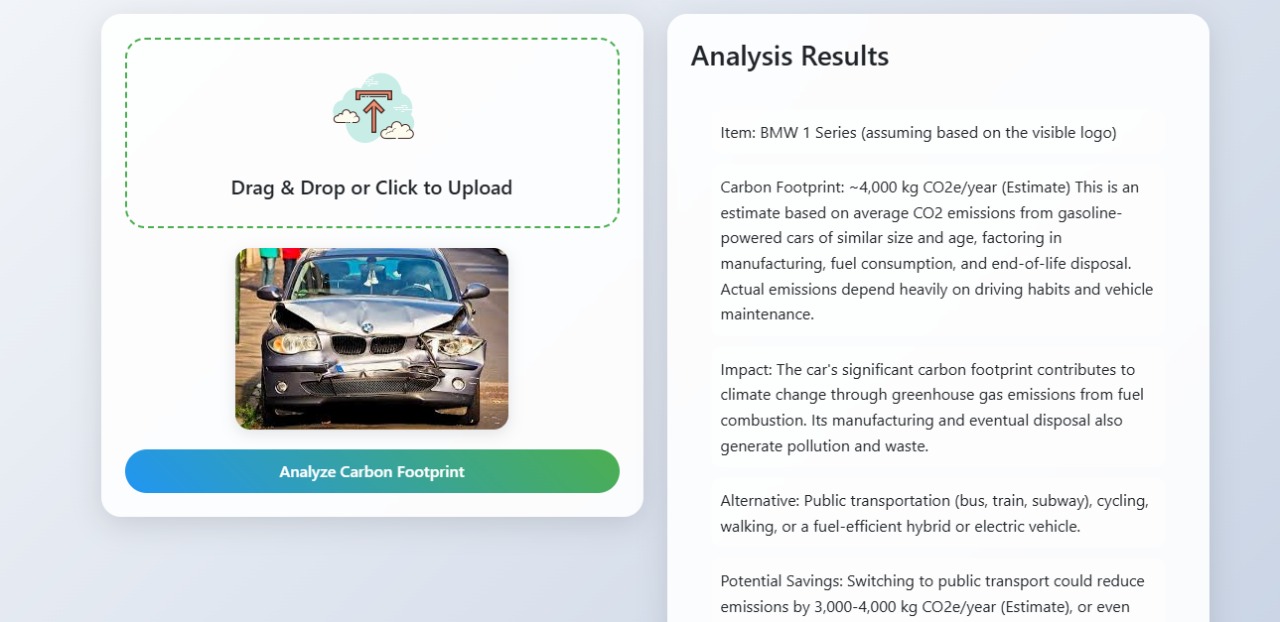 Drag & Drop or Click to Upload
Analyze Carbon Footprint
Analysis Results
Item: BMW 1 Series (assuming based on the visible logo)
Carbon Footprint: ~4,000 kg CO2e/year (Estimate) This is an
estimate based on average CO2 emissions from gasoline-
powered cars of similar size and age, factoring in
manufacturing, fuel consumption, and end-of-life disposal.
Actual emissions depend heavily on driving habits and vehicle
maintenance.
Impact: The car's significant carbon footprint contributes to
climate change through greenhouse gas emissions from fuel
combustion. Its manufacturing and eventual disposal also
generate pollution and waste.
Alternative: Public transportation (bus, train, subway), cycling,
walking, or a fuel-efficient hybrid or electric vehicle.
Potential Savings: Switching to public transport could reduce
emissions by 3,000-4,000 kg CO2e/year (Estimate), or even